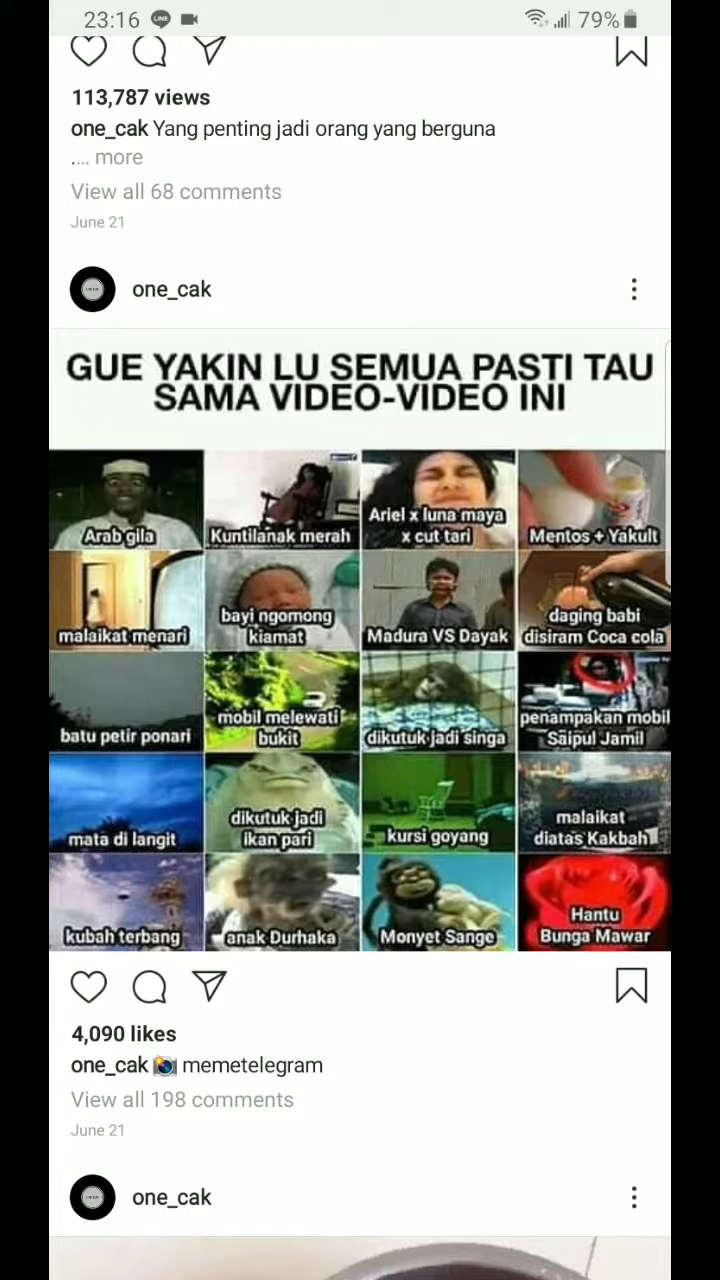 23:16 LINE 79%
113,787 views
one_cak Yang penting jadi orang yang berguna
.... more
View all 68 comments
June 21
one_cak
GUE YAKIN LU SEMUA PASTI TAU
SAMA VIDEO-VIDEO INI
Arab gila
Kuntilanak merah
Ariel x luna maya
x cut tari
Mentos + Yakult
malaikat menari
bayi ngomong
kiamat
Madura VS Dayak
daging babi
disiram Coca cola
batu petir ponari
mobil melewati
bukit
dikutuk jadi singa
penampakan mobil
Saipul Jamil
mata di langit
dikutuk jadi
ikan pari
kursi goyang
malaikat
diatas Kakbah
kubah terbang
anak Durhaka
Monyet Sange
Hantu
Bunga Mawar
4,090 likes
one_cak 📸 memetelegram
View all 198 comments
June 21
one_cak